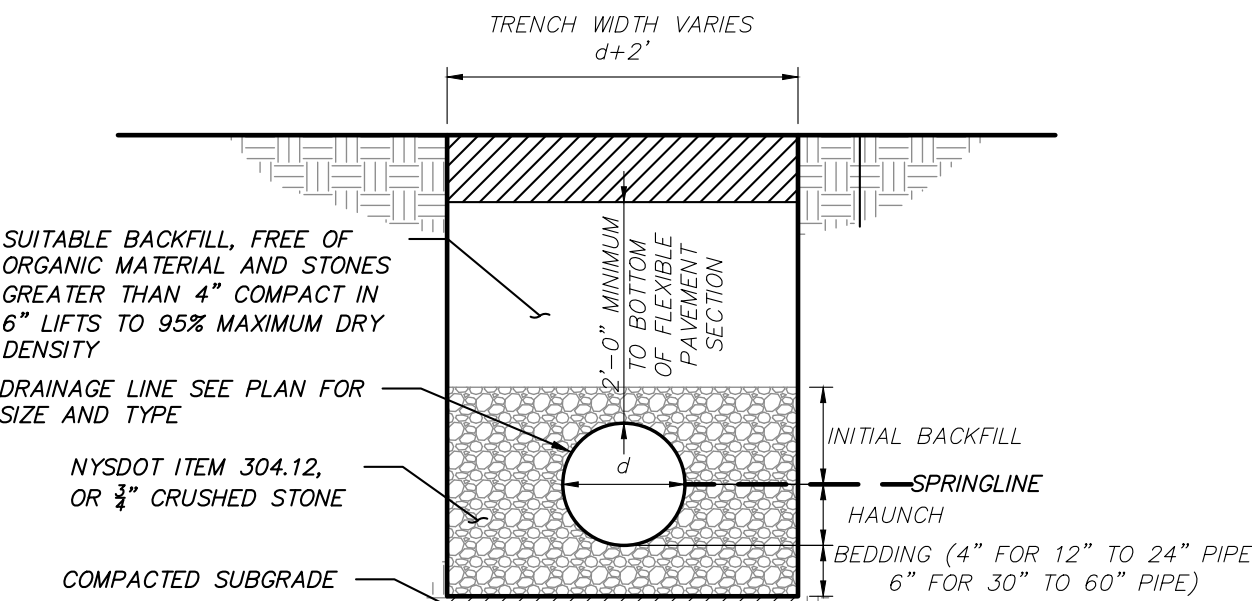 TRENCH WIDTH VARIES
d+2'
SUITABLE BACKFILL, FREE OF
ORGANIC MATERIAL AND STONES
GREATER THAN 4" COMPACT IN
6" LIFTS TO 95% MAXIMUM DRY
DENSITY
2'-0" MINIMUM
TO BOTTOM
OF FLEXIBLE
PAVEMENT
SECTION
DRAINAGE LINE SEE PLAN FOR
SIZE AND TYPE
INITIAL BACKFILL
d
NYSDOT ITEM 304.12,
OR 3/4" CRUSHED STONE
SPRINGLINE
HAUNCH
BEDDING (4" FOR 12" TO 24" PIPE
6" FOR 30" TO 60" PIPE)
COMPACTED SUBGRADE